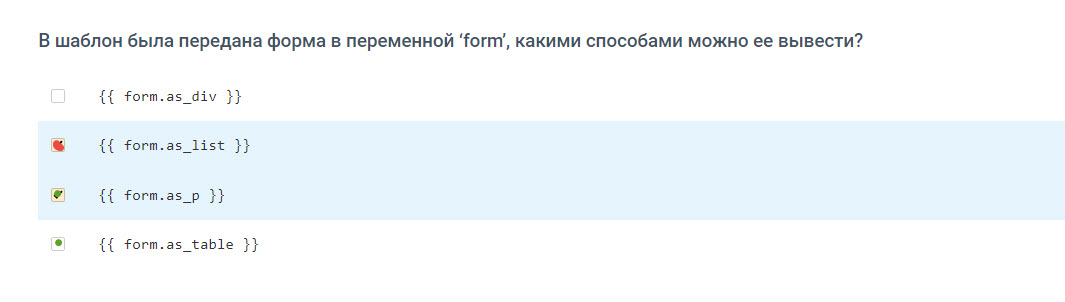 В шаблон была передана форма в переменной ‘form’, какими способами можно ее вывести?
{{ form.as_div }}
{{ form.as_list }}
{{ form.as_p }}
{{ form.as_table }}